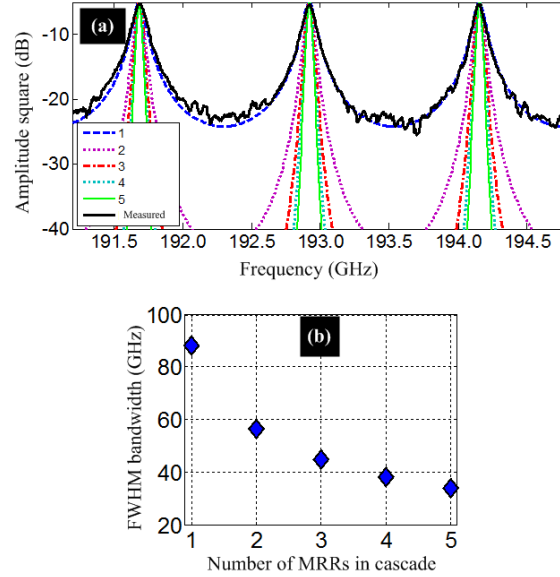 (a)
-10
-20
-30
-40
Amplitude square (dB)
1
2
3
4
5
Measured
191.5 192.0 192.5 193.0 193.5 194.0 194.5
Frequency (GHz)
(b)
100
80
60
40
20
FWHM bandwidth (GHz)
1 2 3 4 5
Number of MRRs in cascade